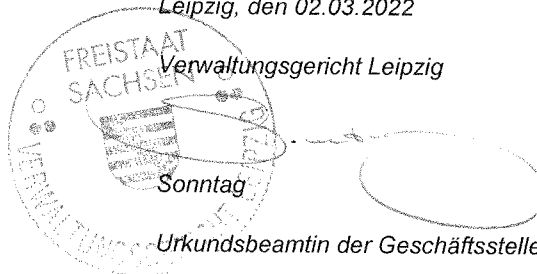 Leipzig, den 02.03.2022
FREISTAAT
SACHSEN
Verwaltungsgericht Leipzig
Sonntag
Urkundsbeamtin der Geschäftsstelle